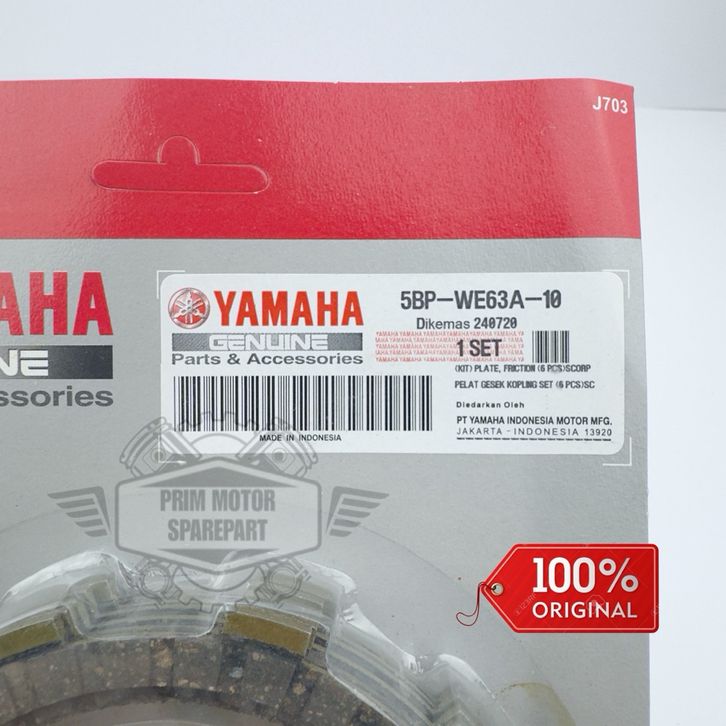 J703
YAMAHA
GENUINE
Parts & Accessories
5BP-WE63A-10
Dikemas 240720
1 SET
(KIT) PLATE, FRICTION (6 PCS)SCORP
PELAT GESEK KOPLING SET (6 PCS)SC
Diedarkan Oleh
PT YAMAHA INDONESIA MOTOR MFG.
JAKARTA - INDONESIA 13920
MADE IN INDONESIA
AHA
NE
cessories
PRIM MOTOR
SPAREPART
100%
ORIGINAL